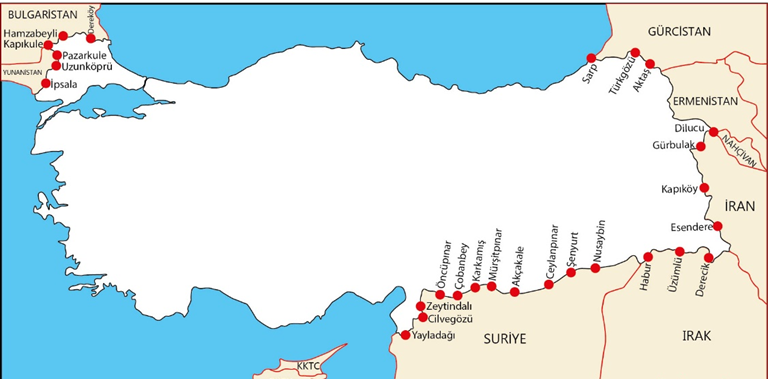 BULGARİSTAN
Dereköy
Hamzabeyli
Kapıkule
Pazarkule
YUNANİSTAN
Uzunköprü
İpsala
GÜRCİSTAN
Sarp
Türkgözü
Aktaş
ERMENİSTAN
Dilucu
NAHÇİVAN
Gürbulak
Kapıköy
İRAN
Esendere
Öncüpınar
Çobanbey
Karkamış
Mürşitpınar
Akçakale
Ceylanpınar
Şenyurt
Nusaybin
Habur
Üzümlü
Derecik
Zeytindalı
Cilvegözü
Yayladağı
SURİYE
IRAK
KKTC